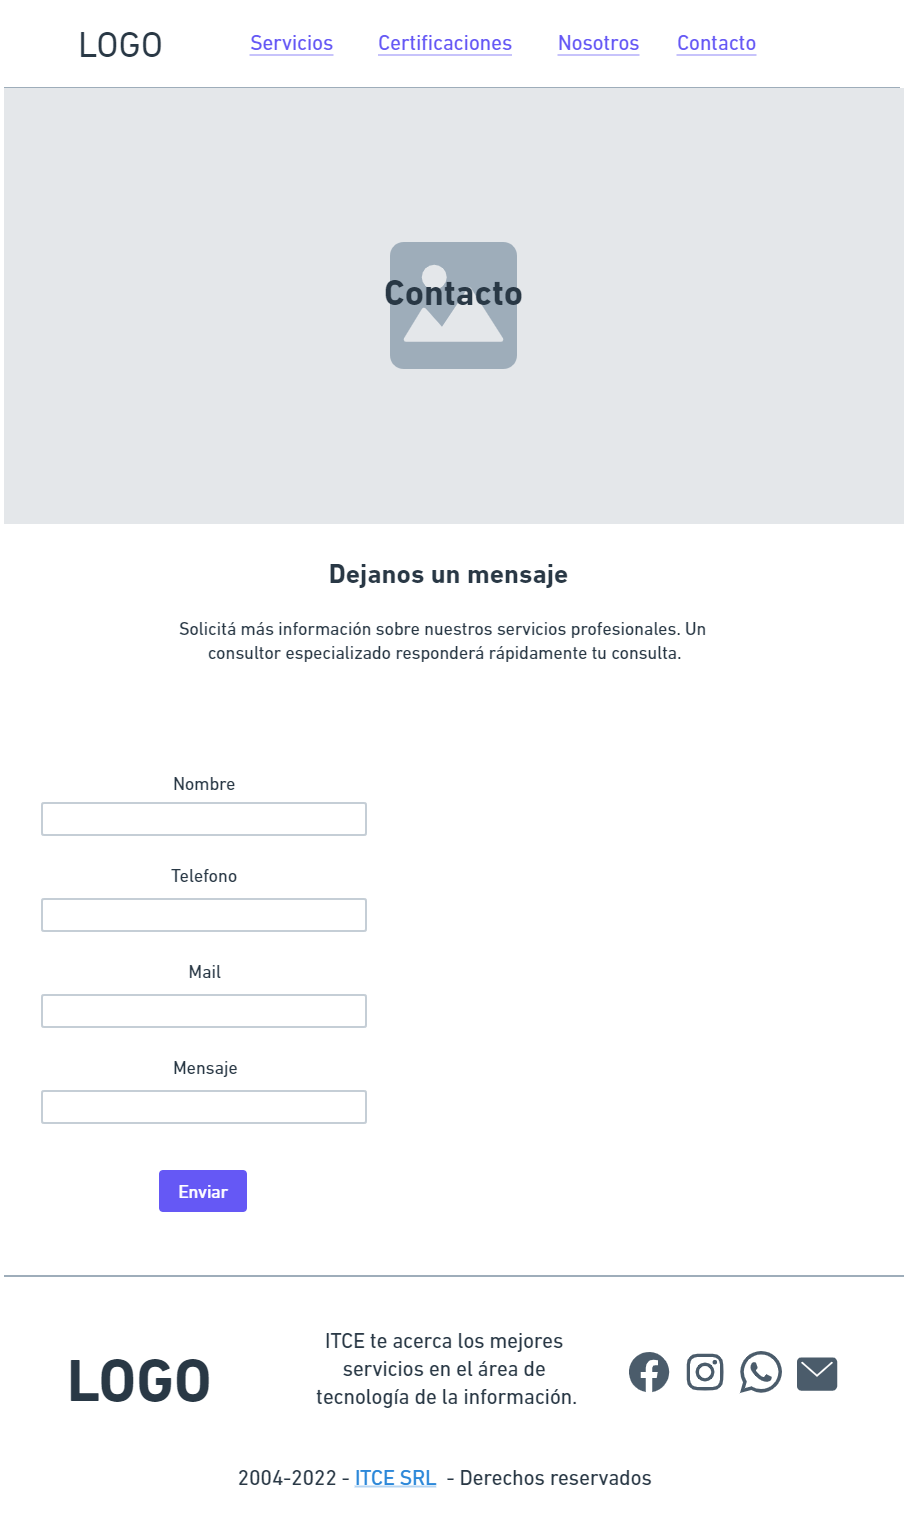 LOGO
Servicios
Certificaciones
Nosotros
Contacto
Contacto
Dejanos un mensaje
Solicitá más información sobre nuestros servicios profesionales. Un
consultor especializado responderá rápidamente tu consulta.
Nombre
Telefono
Mail
Mensaje
Enviar
LOGO
ITCE te acerca los mejores
servicios en el área de
tecnología de la información.
2004-2022 - ITCE SRL - Derechos reservados